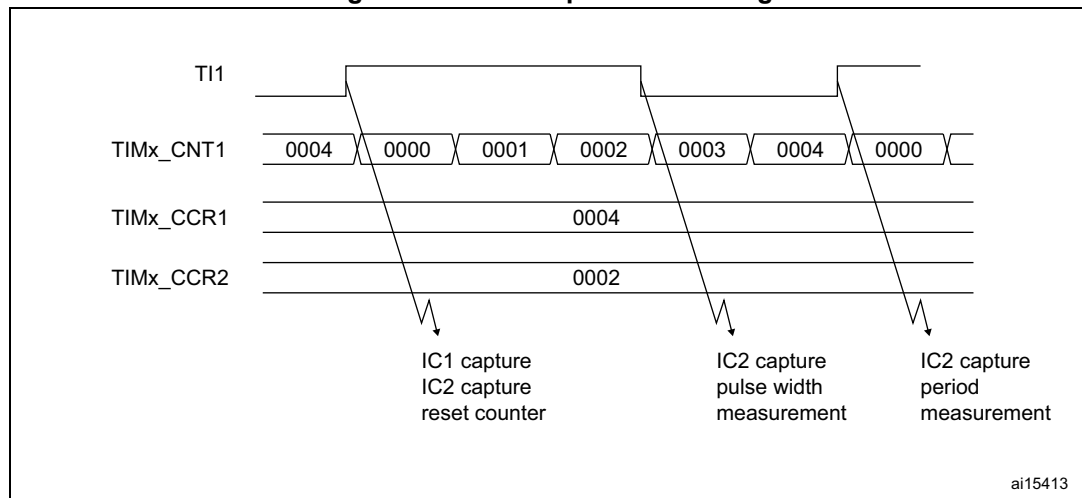 TI1
TIMx_CNT1 0004 0000 0001 0002 0003 0004 0000
TIMx_CCR1 0004
TIMx_CCR2 0002
IC1 capture
IC2 capture
reset counter
IC2 capture
pulse width
measurement
IC2 capture
period
measurement
ai15413